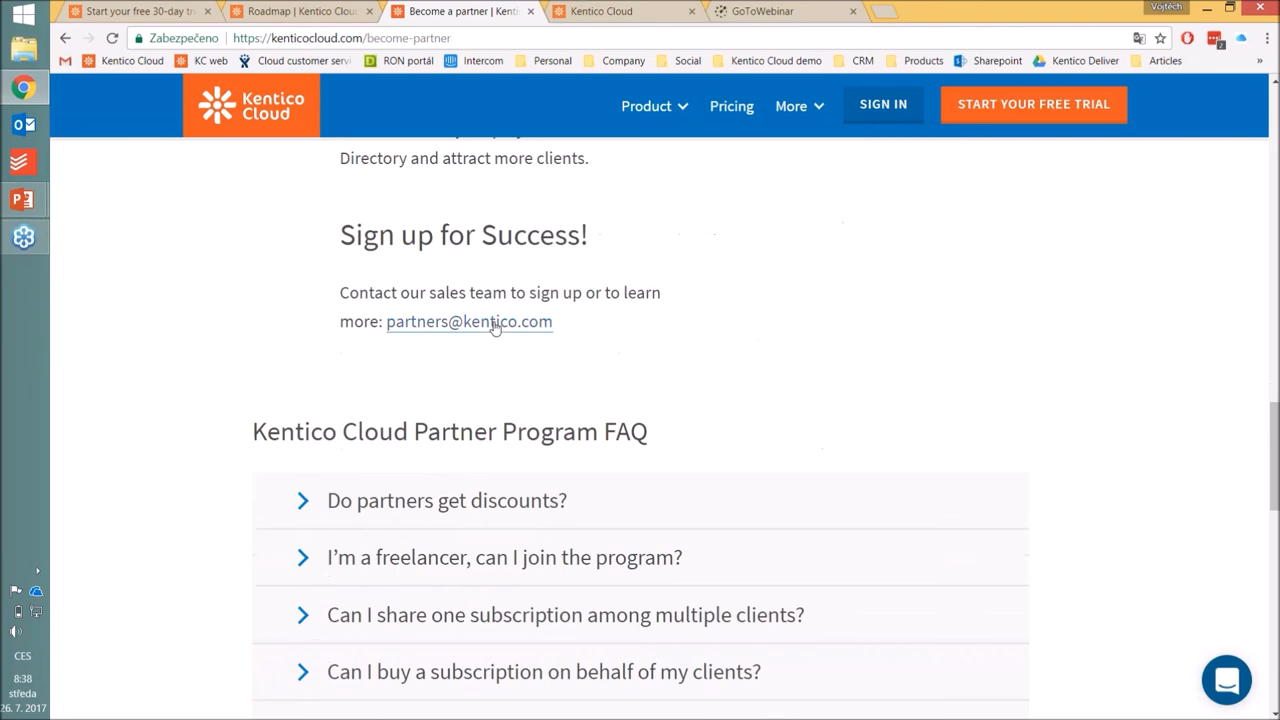 Start your free 30-day tr
Roadmap | Kentico Clou
Become a partner | Kenti
Kentico Cloud
GoToWebinar
Vojtěch
Zabezpečeno
https://kenticocloud.com/become-partner
2
Kentico Cloud
KC web
Cloud customer servi
RON portál
Intercom
Personal
Company
Social
Kentico Cloud demo
CRM
Products
Sharepoint
Kentico Deliver
Articles
»
Kentico
Cloud
Product
Pricing
More
SIGN IN
START YOUR FREE TRIAL
Directory and attract more clients.
Sign up for Success!
Contact our sales team to sign up or to learn
more: partners@kentico.com
Kentico Cloud Partner Program FAQ
Do partners get discounts?
I'm a freelancer, can I join the program?
Can I share one subscription among multiple clients?
Can I buy a subscription on behalf of my clients?
CES
8:38
středa
26. 7. 2017